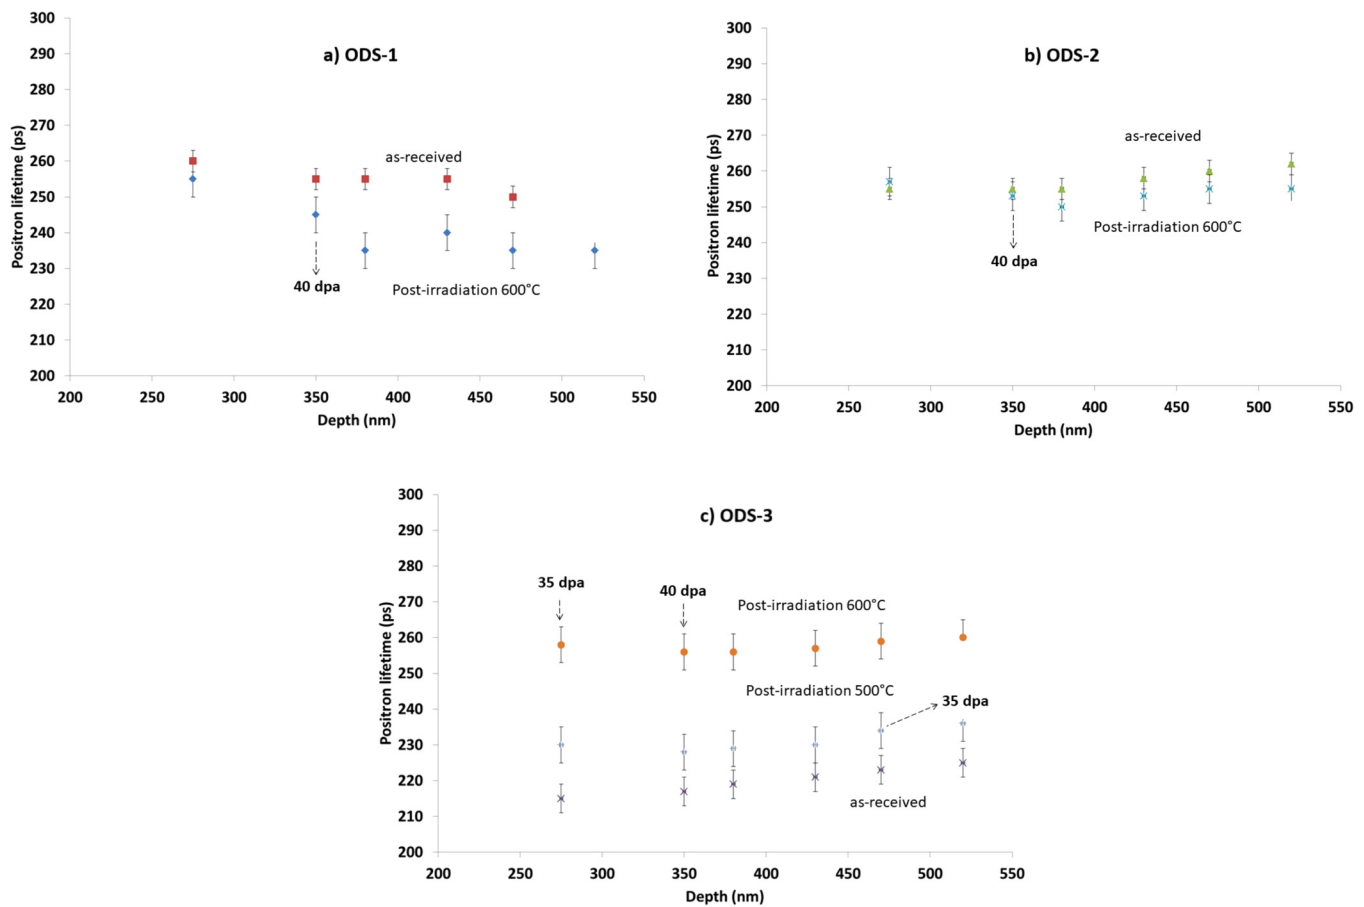 a) ODS-1
Positron lifetime (ps)
300
290
280
270
260
250
240
230
220
210
200
as-received
40 dpa
Post-irradiation 600°C
200 250 300 350 400 450 500 550
Depth (nm)
b) ODS-2
Positron lifetime (ps)
300
290
280
270
260
250
240
230
220
210
200
as-received
Post-irradiation 600°C
40 dpa
200 250 300 350 400 450 500 550
Depth (nm)
c) ODS-3
Positron lifetime (ps)
300
290
280
270
260
250
240
230
220
210
200
35 dpa
40 dpa
Post-irradiation 600°C
Post-irradiation 500°C
35 dpa
as-received
200 250 300 350 400 450 500 550
Depth (nm)